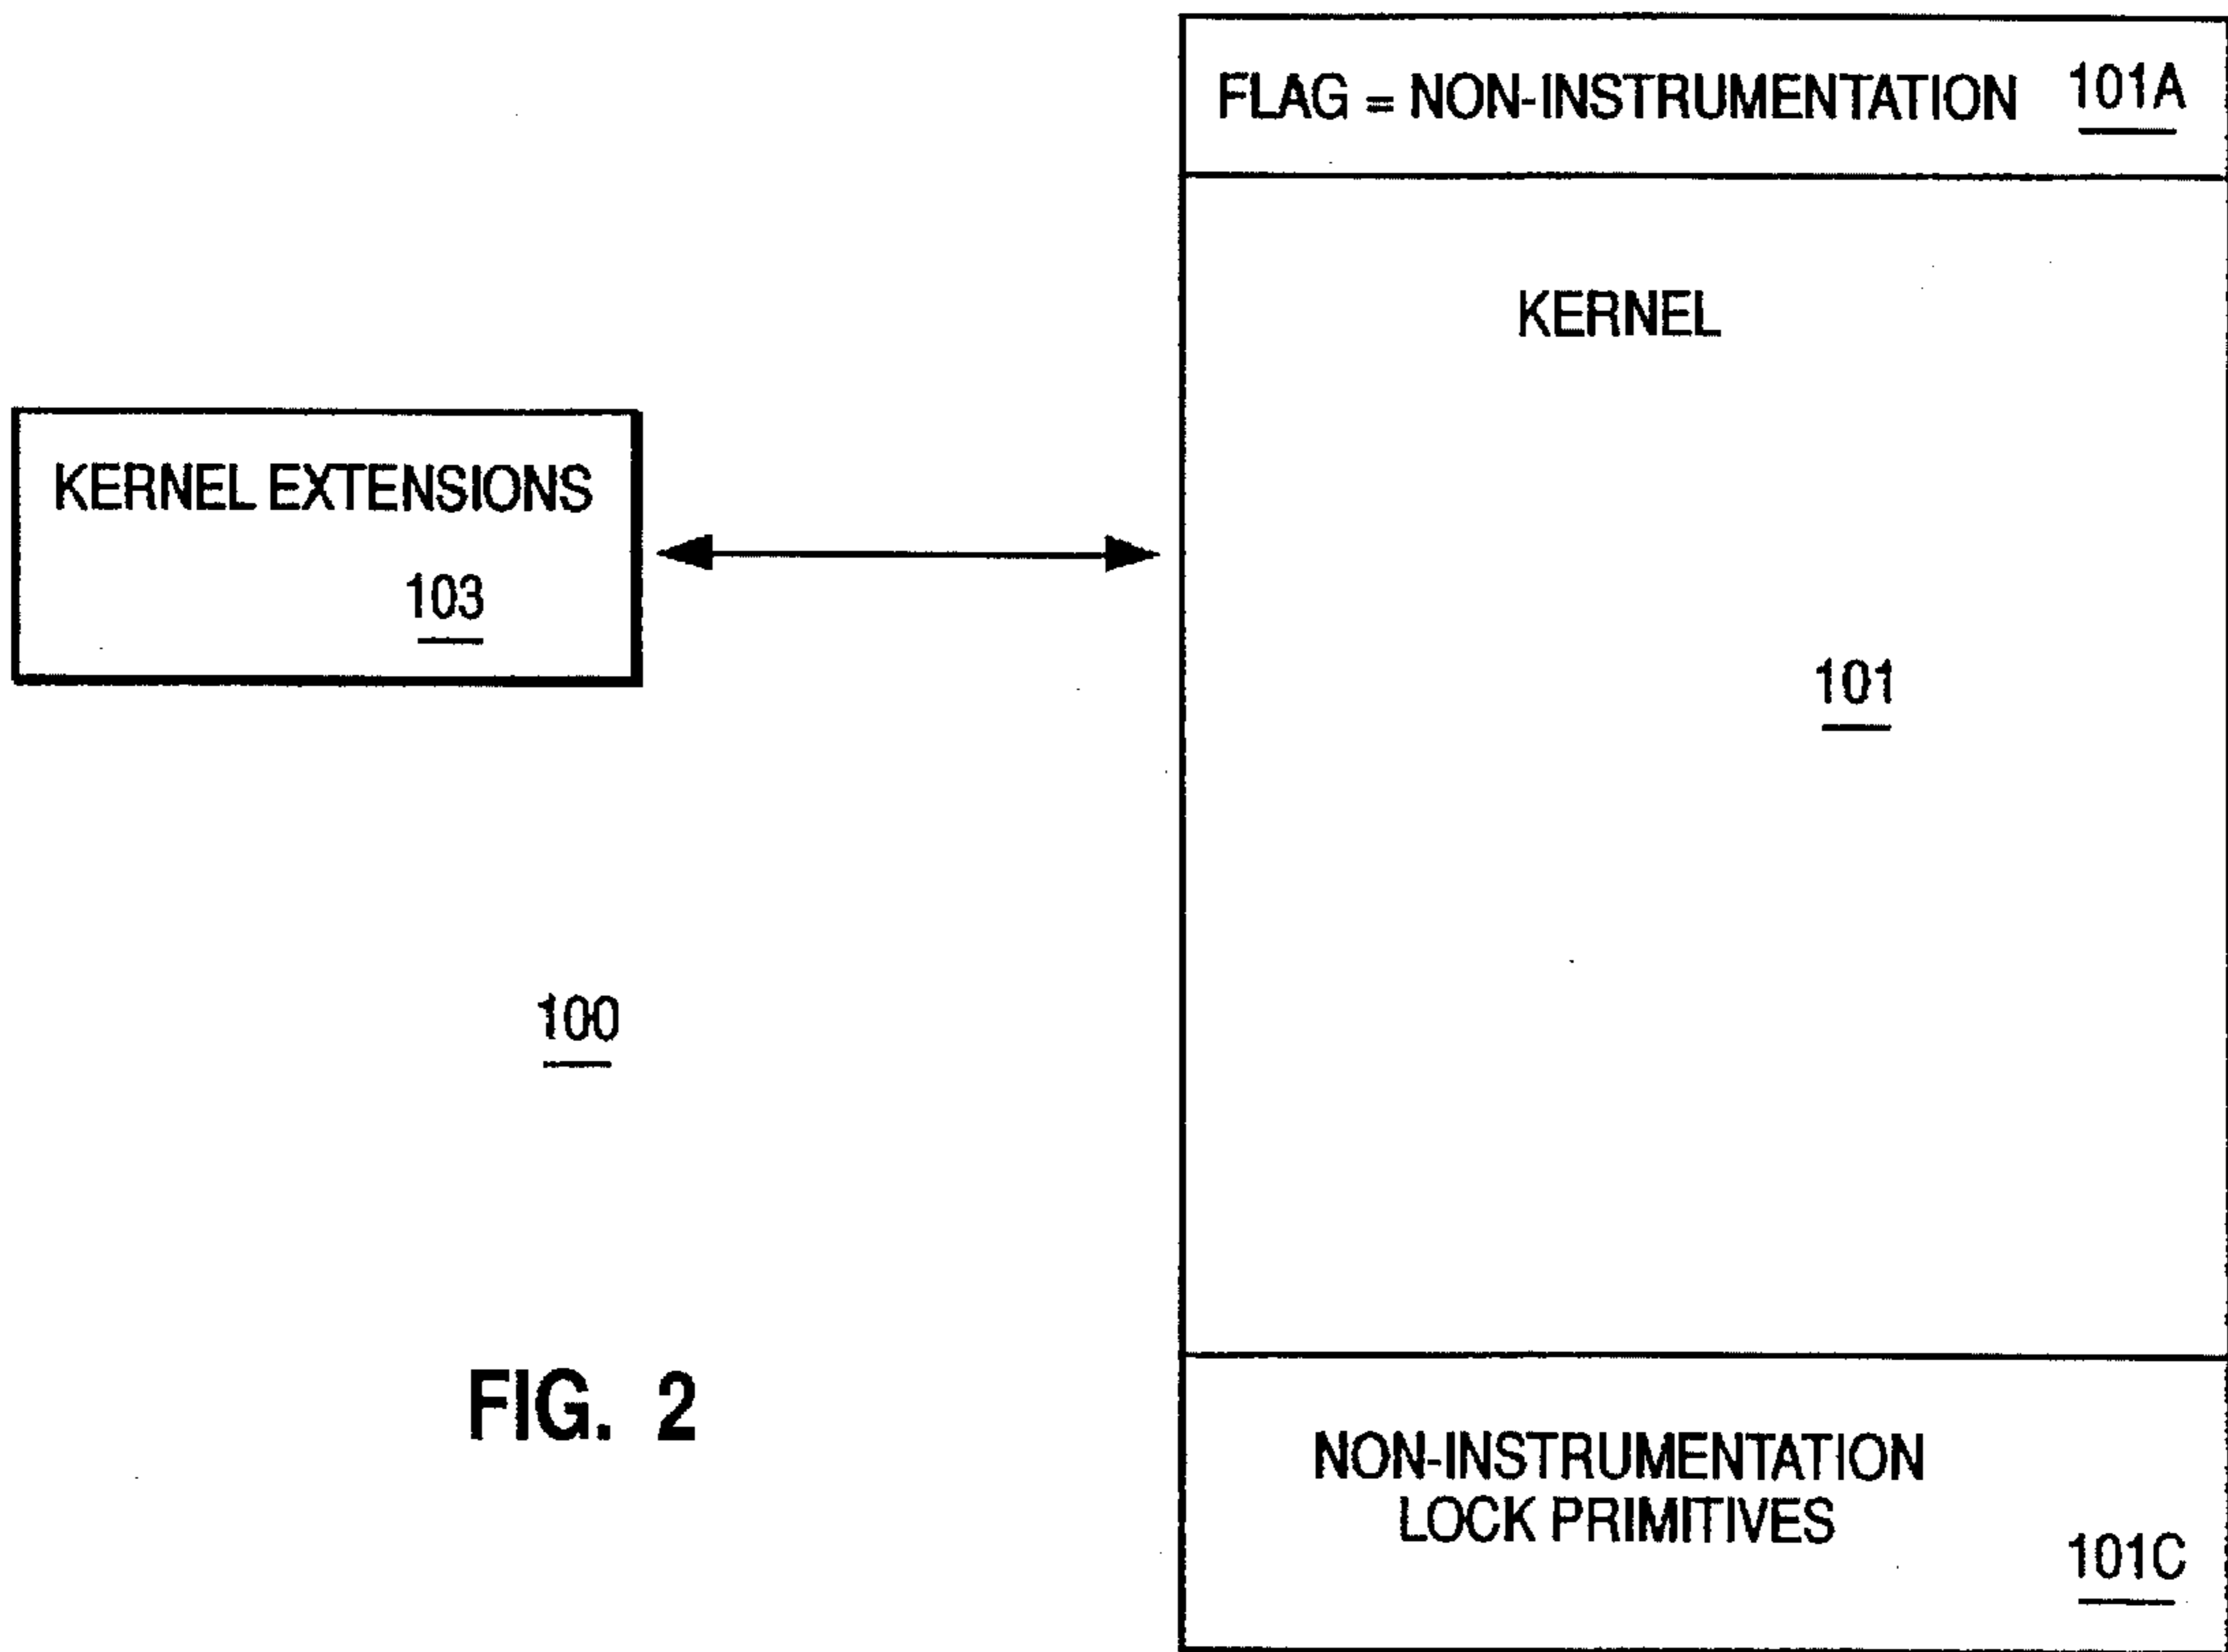 FLAG = NON-INSTRUMENTATION 101A
KERNEL
KERNEL EXTENSIONS
103
101
100
FIG. 2
NON-INSTRUMENTATION
LOCK PRIMITIVES
101C